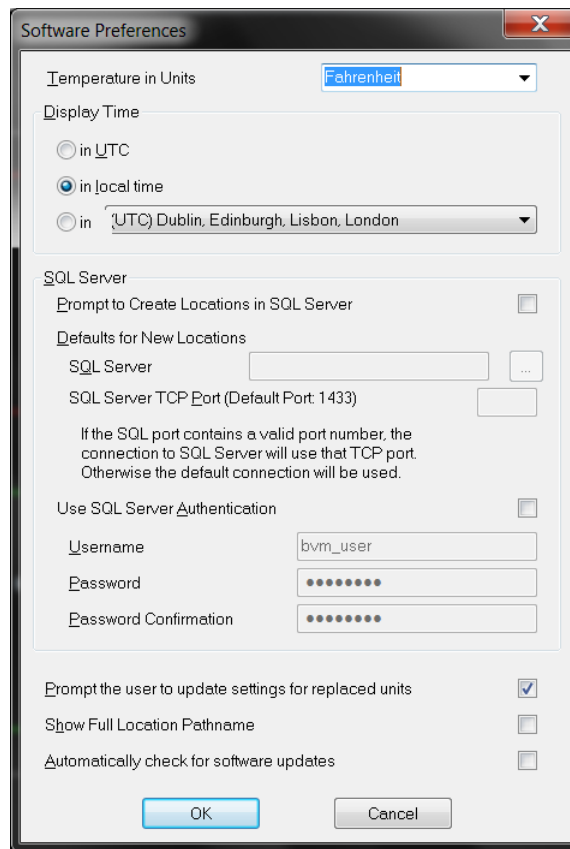 Software Preferences
Temperature in Units
Fahrenheit
Display Time
in UTC
in local time
in (UTC) Dublin, Edinburgh, Lisbon, London
SQL Server
Prompt to Create Locations in SQL Server
Defaults for New Locations
SQL Server
...
SQL Server TCP Port (Default Port: 1433)
If the SQL port contains a valid port number, the
connection to SQL Server will use that TCP port.
Otherwise the default connection will be used.
Use SQL Server Authentication
Username
bvm_user
Password
●●●●●●●●
Password Confirmation
●●●●●●●●
Prompt the user to update settings for replaced units
Show Full Location Pathname
Automatically check for software updates
OK
Cancel